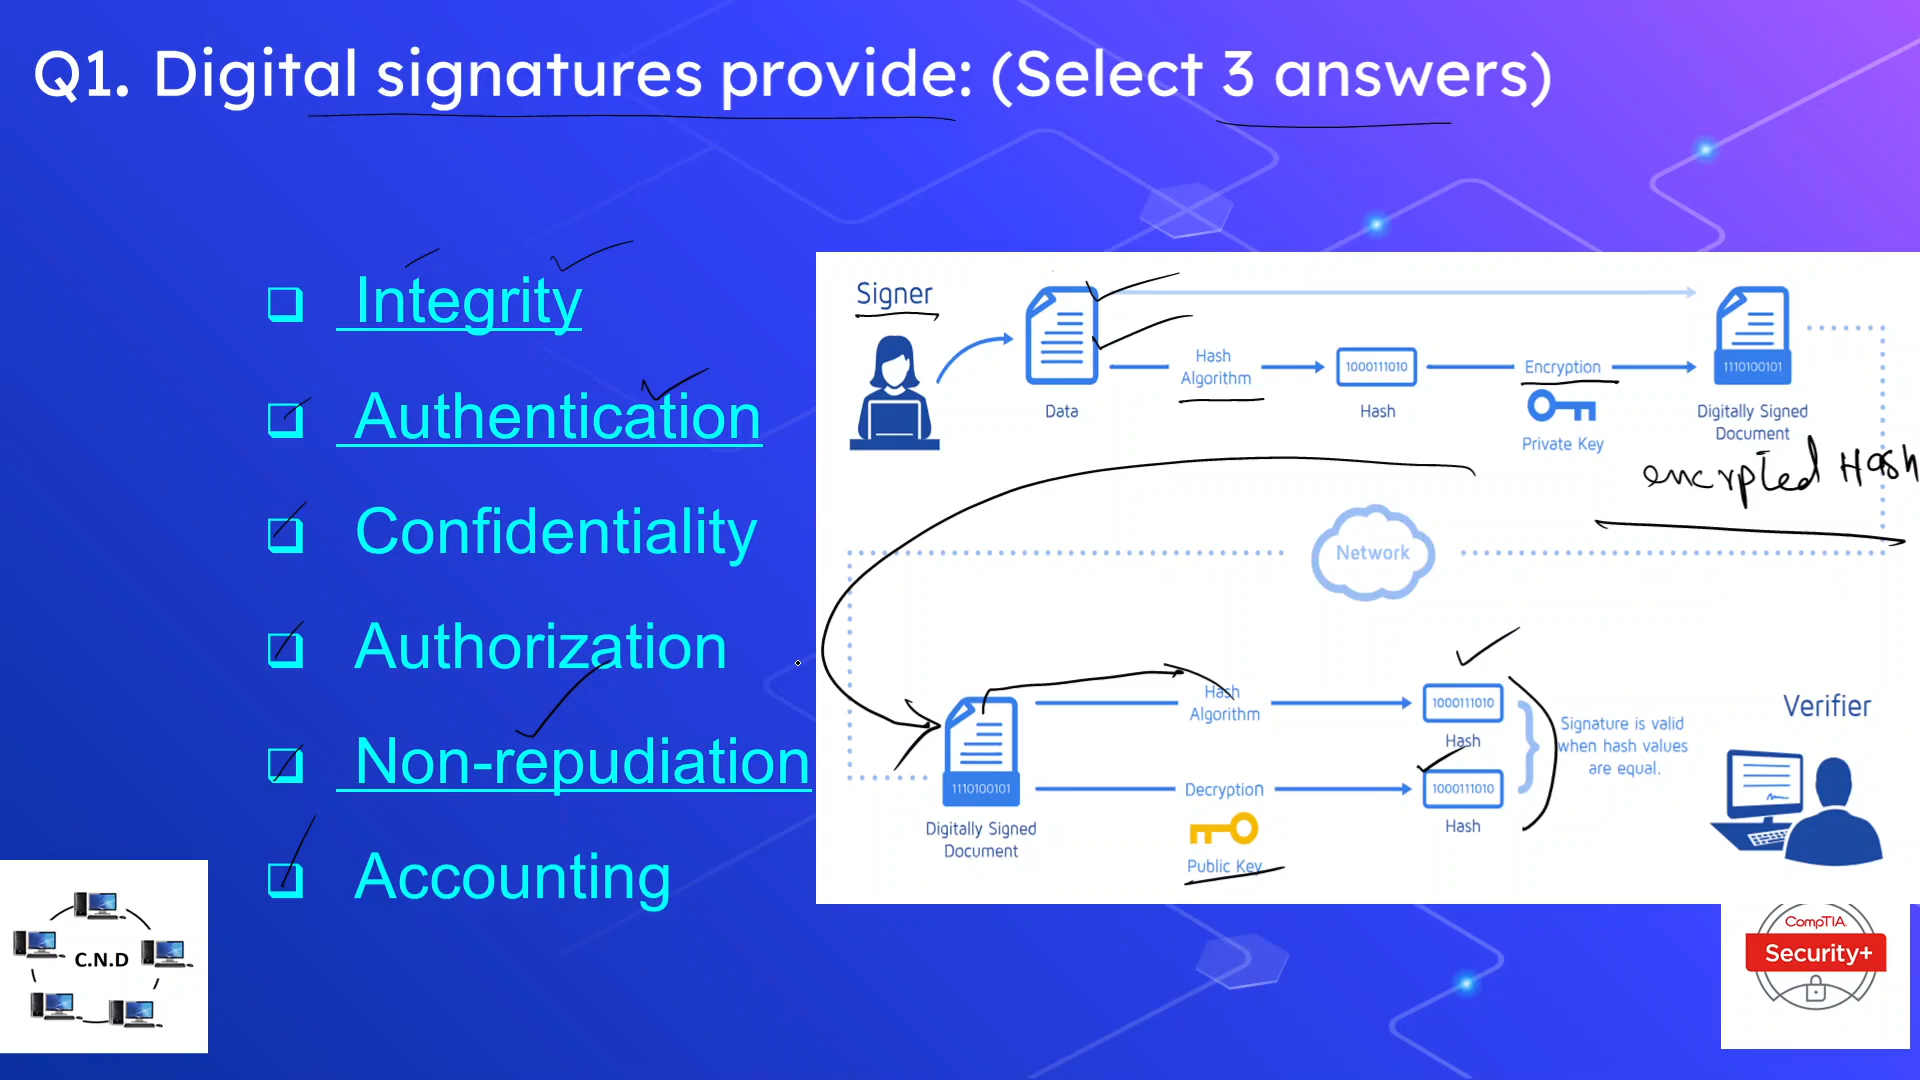 Q1. Digital signatures provide: (Select 3 answers)
Integrity
Authentication
Confidentiality
Authorization
Non-repudiation
Accounting
Signer
Data
Hash
Algorithm
1000111010
Hash
Encryption
Private Key
1110100101
Digitally Signed
Document
encrpted Hash
Network
1110100101
Digitally Signed
Document
Hash
Algorithm
1000111010
Hash
Decryption
Public Key
1000111010
Hash
Signature is valid
when hash values
are equal.
Verifier
C.N.D
CompTIA
Security+